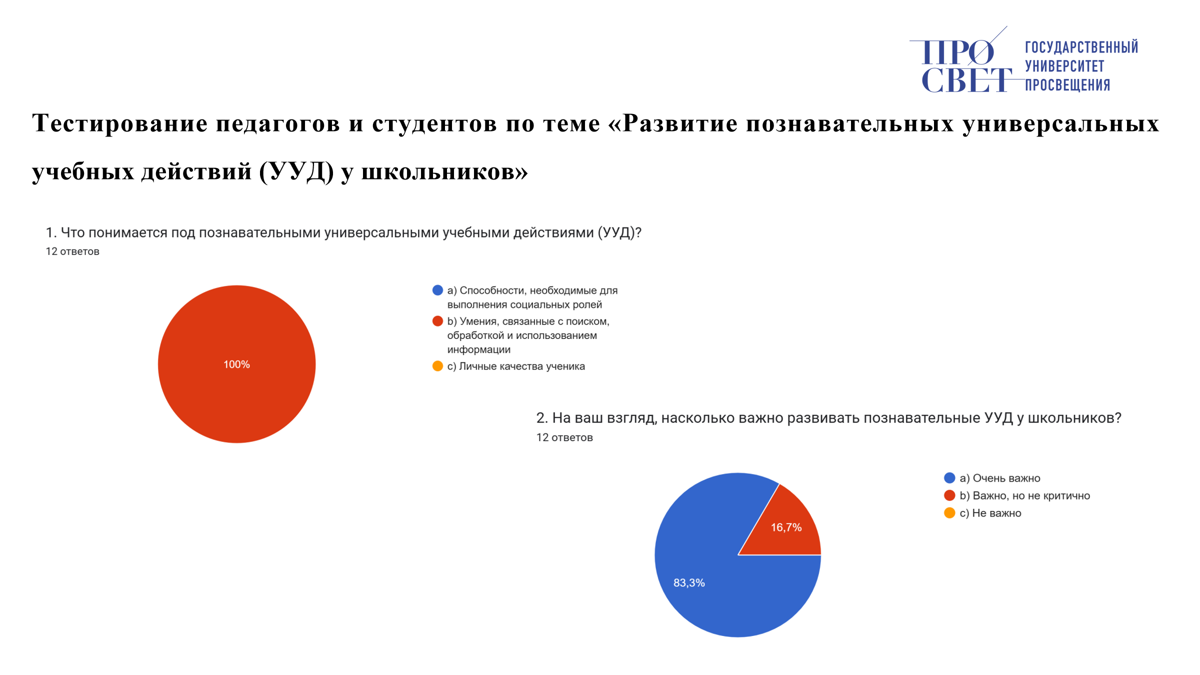 ПРО
СВЕТ
ГОСУДАРСТВЕННЫЙ
УНИВЕРСИТЕТ
ПРОСВЕЩЕНИЯ
Тестирование педагогов и студентов по теме «Развитие познавательных универсальных
учебных действий (УУД) у школьников»
1. Что понимается под познавательными универсальными учебными действиями (УУД)?
12 ответов
100%
a) Способности, необходимые для
выполнения социальных ролей
b) Умения, связанные с поиском,
обработкой и использованием
информации
c) Личные качества ученика
2. На ваш взгляд, насколько важно развивать познавательные УУД у школьников?
12 ответов
16,7%
83,3%
a) Очень важно
b) Важно, но не критично
c) Не важно